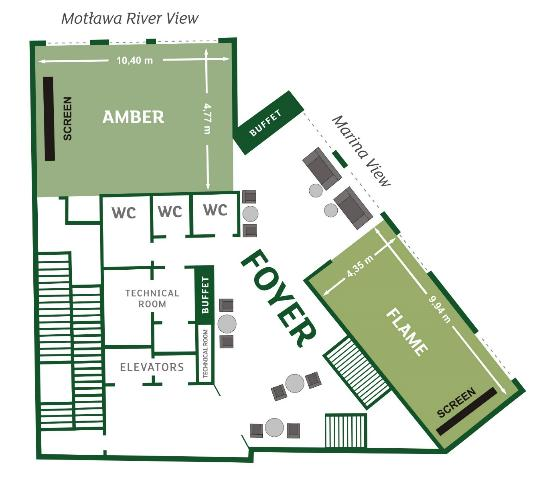 Motława River View
10,40 m
SCREEN
AMBER
4,77 m
BUFFET
Marina View
WC
WC
WC
FOYER
4,35 m
9,94 m
FLAME
SCREEN
TECHNICAL
ROOM
BUFFET
TECHNICAL ROOM
ELEVATORS